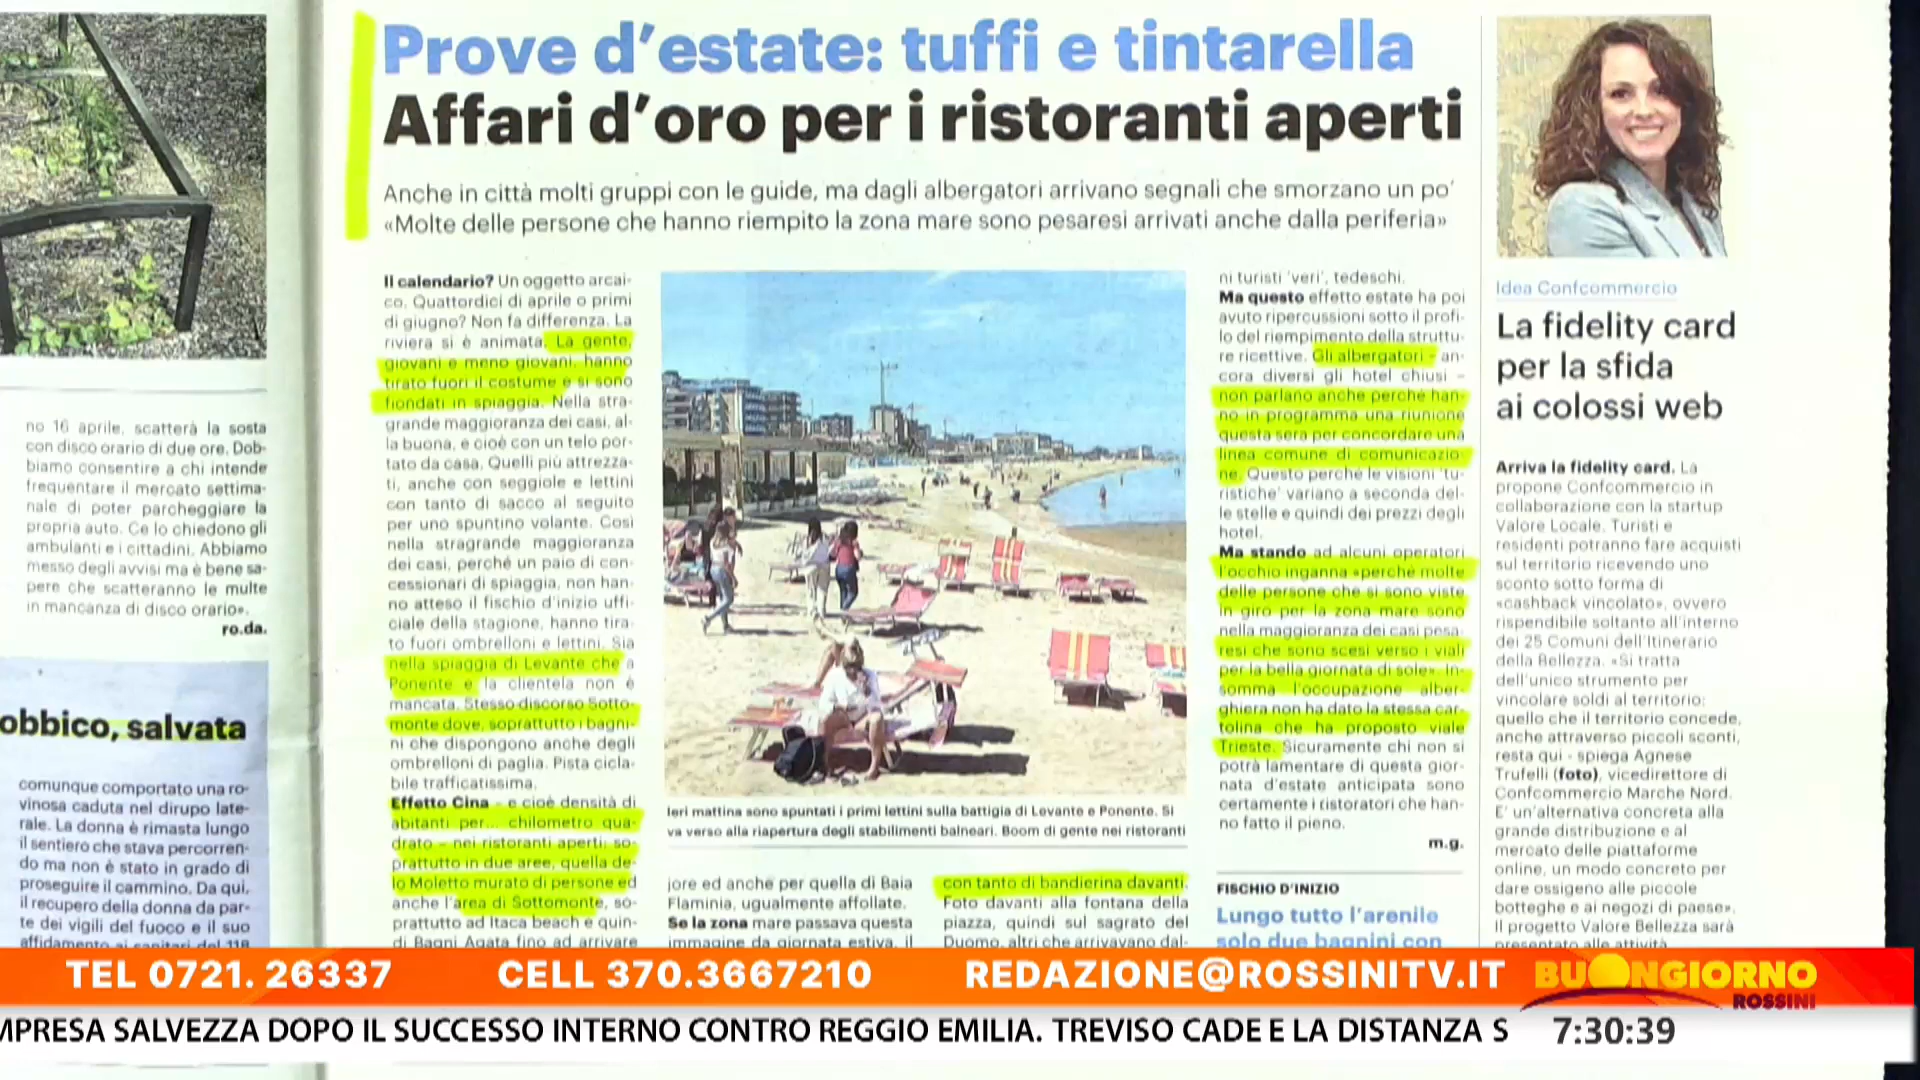 Prove d'estate: tuffi e tintarella
Affari d'oro per i ristoranti aperti
Anche in città molti gruppi con le guide, ma dagli albergatori arrivano segnali che smorzano un po'
«Molte delle persone che hanno riempito la zona mare sono pesaresi arrivati anche dalla periferia»
no 16 aprile, scatterà la sosta
con disco orario di due ore. Dob-
biamo consentire a chi intende
frequentare il mercato settima-
nale di poter parcheggiare la
propria auto. Ce lo chiedono gli
ambulanti e i cittadini. Abbiamo
messo degli avvisi ma è bene sa-
pere che scatteranno le multe
in mancanza di disco orario».
ro.da.
obbico, salvata
comunque comportato una ro-
vinosa caduta nel dirupo late-
rale. La donna è rimasta lungo
il sentiero che stava percorren-
do ma non è stato in grado di
proseguire il cammino. Da qui,
il recupero della donna da par-
te dei vigili del fuoco e il suo
affidamento ai sanitari del 118
Il calendario? Un oggetto arcai-
co. Quattordici di aprile o primi
di giugno? Non fa differenza. La
riviera si è animata. La gente,
giovani e meno giovani, hanno
tirato fuori il costume e si sono
fiondati in spiaggia. Nella stra-
grande maggioranza dei casi, al-
la buona, e cioè con un telo por-
tato da casa. Quelli più attrezza-
ti, anche con seggiole e lettini
con tanto di sacco al seguito
per uno spuntino volante. Così
nella stragrande maggioranza
dei casi, perché un paio di con-
cessionari di spiaggia, non han-
no atteso il fischio d'inizio uffi-
ciale della stagione, hanno tira-
to fuori ombrelloni e lettini. Sia
nella spiaggia di Levante che a
Ponente e la clientela non è
mancata. Stesso discorso Sotto-
monte dove, soprattutto i bagni-
ni che dispongono anche degli
ombrelloni di paglia. Pista cicla-
bile trafficatissima.
Effetto Cina – e cioè densità di
abitanti per... chilometro qua-
drato – nei ristoranti aperti: so-
prattutto in due aree, quella de-
lo Moletto murato di persone ed
anche l'area di Sottomonte, so-
prattutto ad Itaca beach e quin-
di Bagni Agata fino ad arrivare
Ieri mattina sono spuntati i primi lettini sulla battigia di Levante e Ponente. Si
va verso alla riapertura degli stabilimenti balneari. Boom di gente nei ristoranti
jore ed anche per quella di Baia
Flaminia, ugualmente affollate.
Se la zona mare passava questa
immagine da giornata estiva, il
con tanto di bandierina davanti.
Foto davanti alla fontana della
piazza, quindi sul sagrato del
Duomo, altri che arrivavano dal-
ni turisti 'veri', tedeschi.
Ma questo effetto estate ha poi
avuto ripercussioni sotto il profi-
lo del riempimento della struttu-
re ricettive. Gli albergatori – an-
cora diversi gli hotel chiusi –
non parlano anche perché han-
no in programma una riunione
questa sera per concordare una
linea comune di comunicazio-
ne. Questo perché le visioni 'tu-
ristiche' variano a seconda del-
le stelle e quindi dei prezzi degli
hotel.
Ma stando ad alcuni operatori
l'occhio inganna «perché molte
delle persone che si sono viste
in giro per la zona mare sono
nella maggioranza dei casi pesa-
resi che sono scesi verso i viali
per la bella giornata di sole». In-
somma l'occupazione alber-
ghiera non ha dato la stessa car-
tolina che ha proposto viale
Trieste. Sicuramente chi non si
potrà lamentare di questa gior-
nata d'estate anticipata sono
certamente i ristoratori che han-
no fatto il pieno.
m.g.
FISCHIO D'INIZIO
Lungo tutto l'arenile
solo due bagnini con
Idea Confcommercio
La fidelity card
per la sfida
ai colossi web
Arriva la fidelity card. La
propone Confcommercio in
collaborazione con la startup
Valore Locale. Turisti e
residenti potranno fare acquisti
sul territorio ricevendo uno
sconto sotto forma di
«cashback vincolato», ovvero
rispendibile soltanto all'interno
dei 25 Comuni dell'Itinerario
della Bellezza. «Si tratta
dell'unico strumento per
vincolare soldi al territorio:
quello che il territorio concede,
anche attraverso piccoli sconti,
resta qui - spiega Agnese
Trufelli (foto), vicedirettore di
Confcommercio Marche Nord.
E' un'alternativa concreta alla
grande distribuzione e al
mercato delle piattaforme
online, un modo concreto per
dare ossigeno alle piccole
botteghe e ai negozi di paese».
Il progetto Valore Bellezza sarà
presentato alle attività
TEL 0721. 26337 CELL 370.3667210 REDAZIONE@ROSSINITV.IT BUONGIORNO
ROSSINI
MPRESA SALVEZZA DOPO IL SUCCESSO INTERNO CONTRO REGGIO EMILIA. TREVISO CADE E LA DISTANZA S 7:30:39